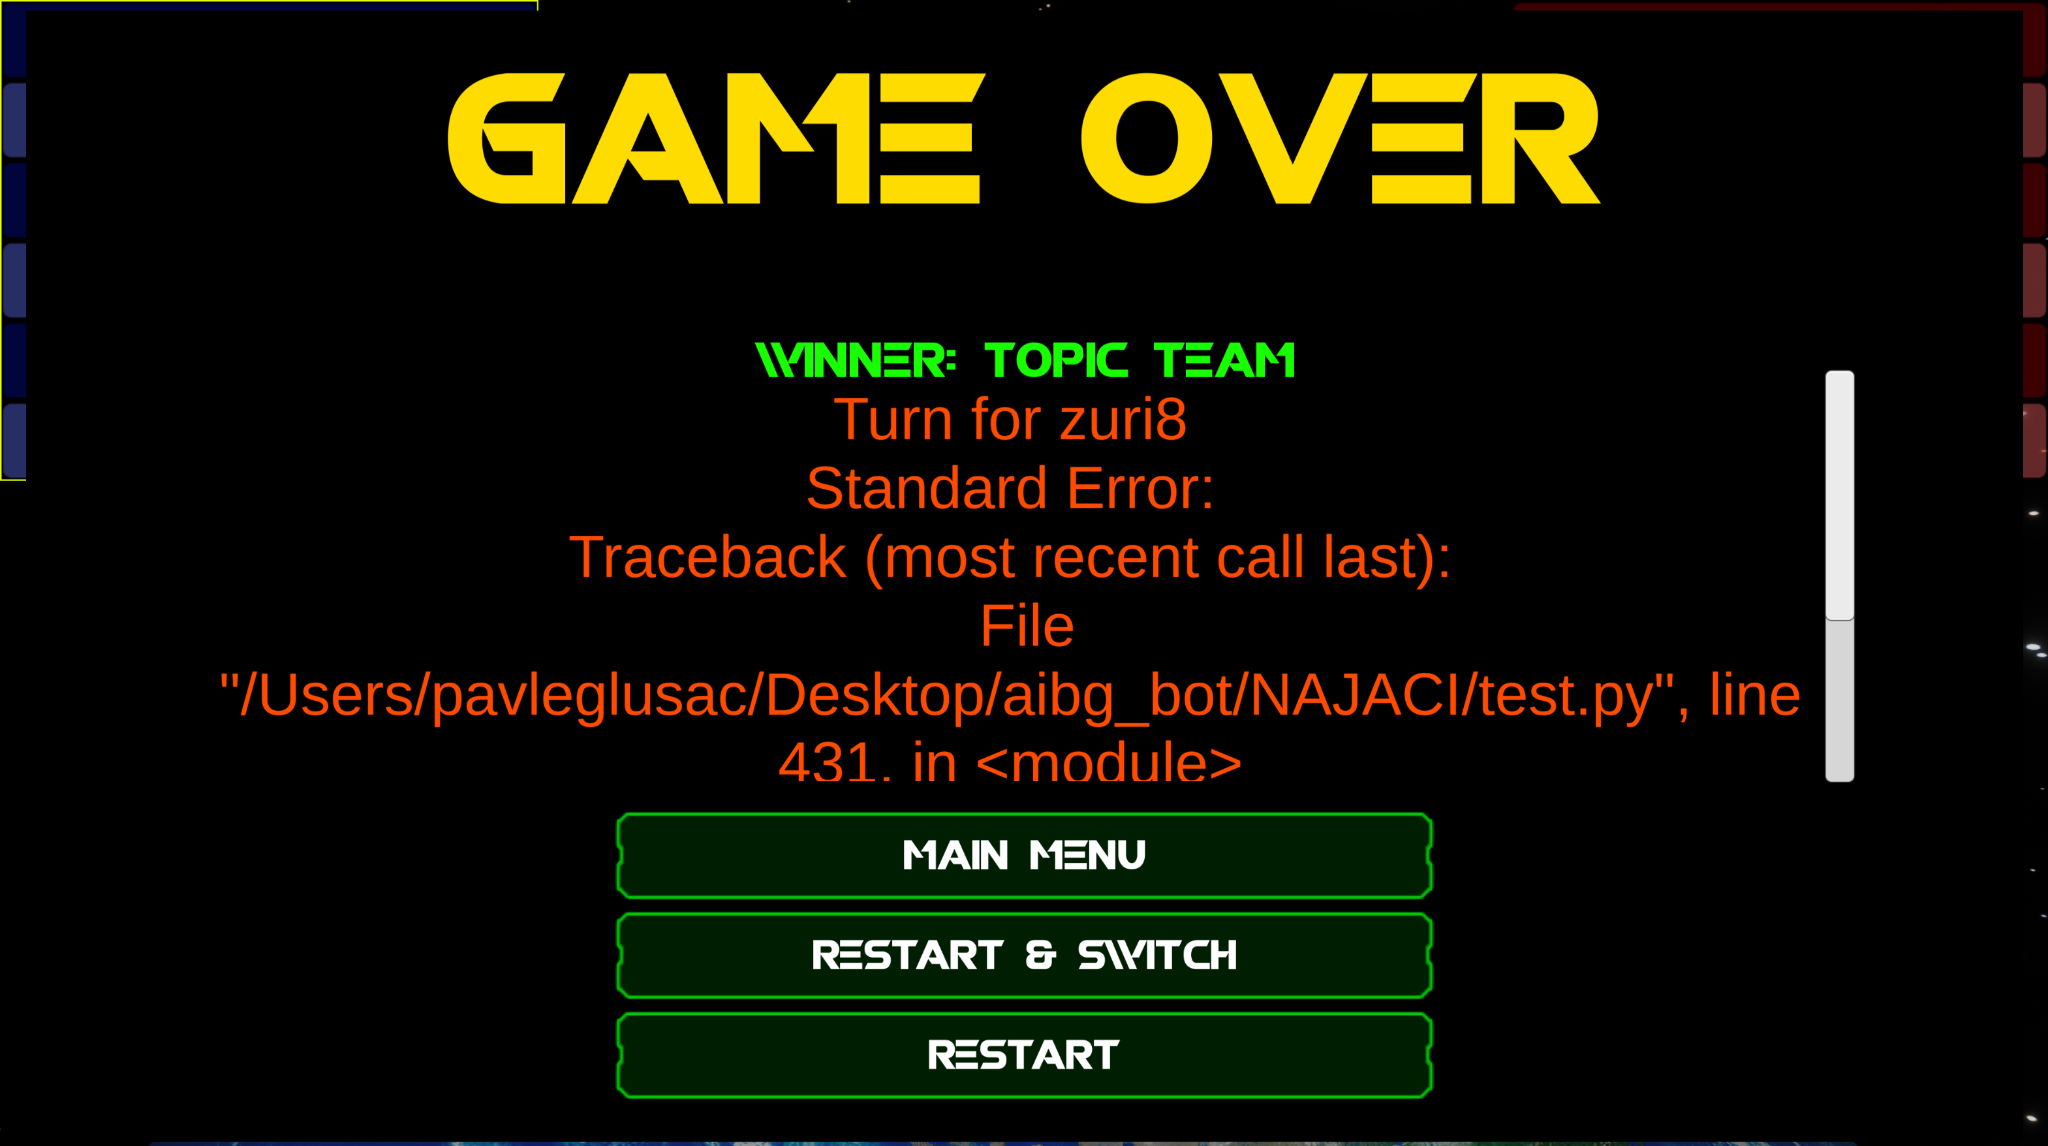 GAME OVER
WINNER: TOPIC TEAM
Turn for zuri8
Standard Error:
Traceback (most recent call last):
File
"/Users/pavleglusac/Desktop/aibg_bot/NAJACI/test.py", line
431, in <module>
MAIN MENU
RESTART & SWITCH
RESTART